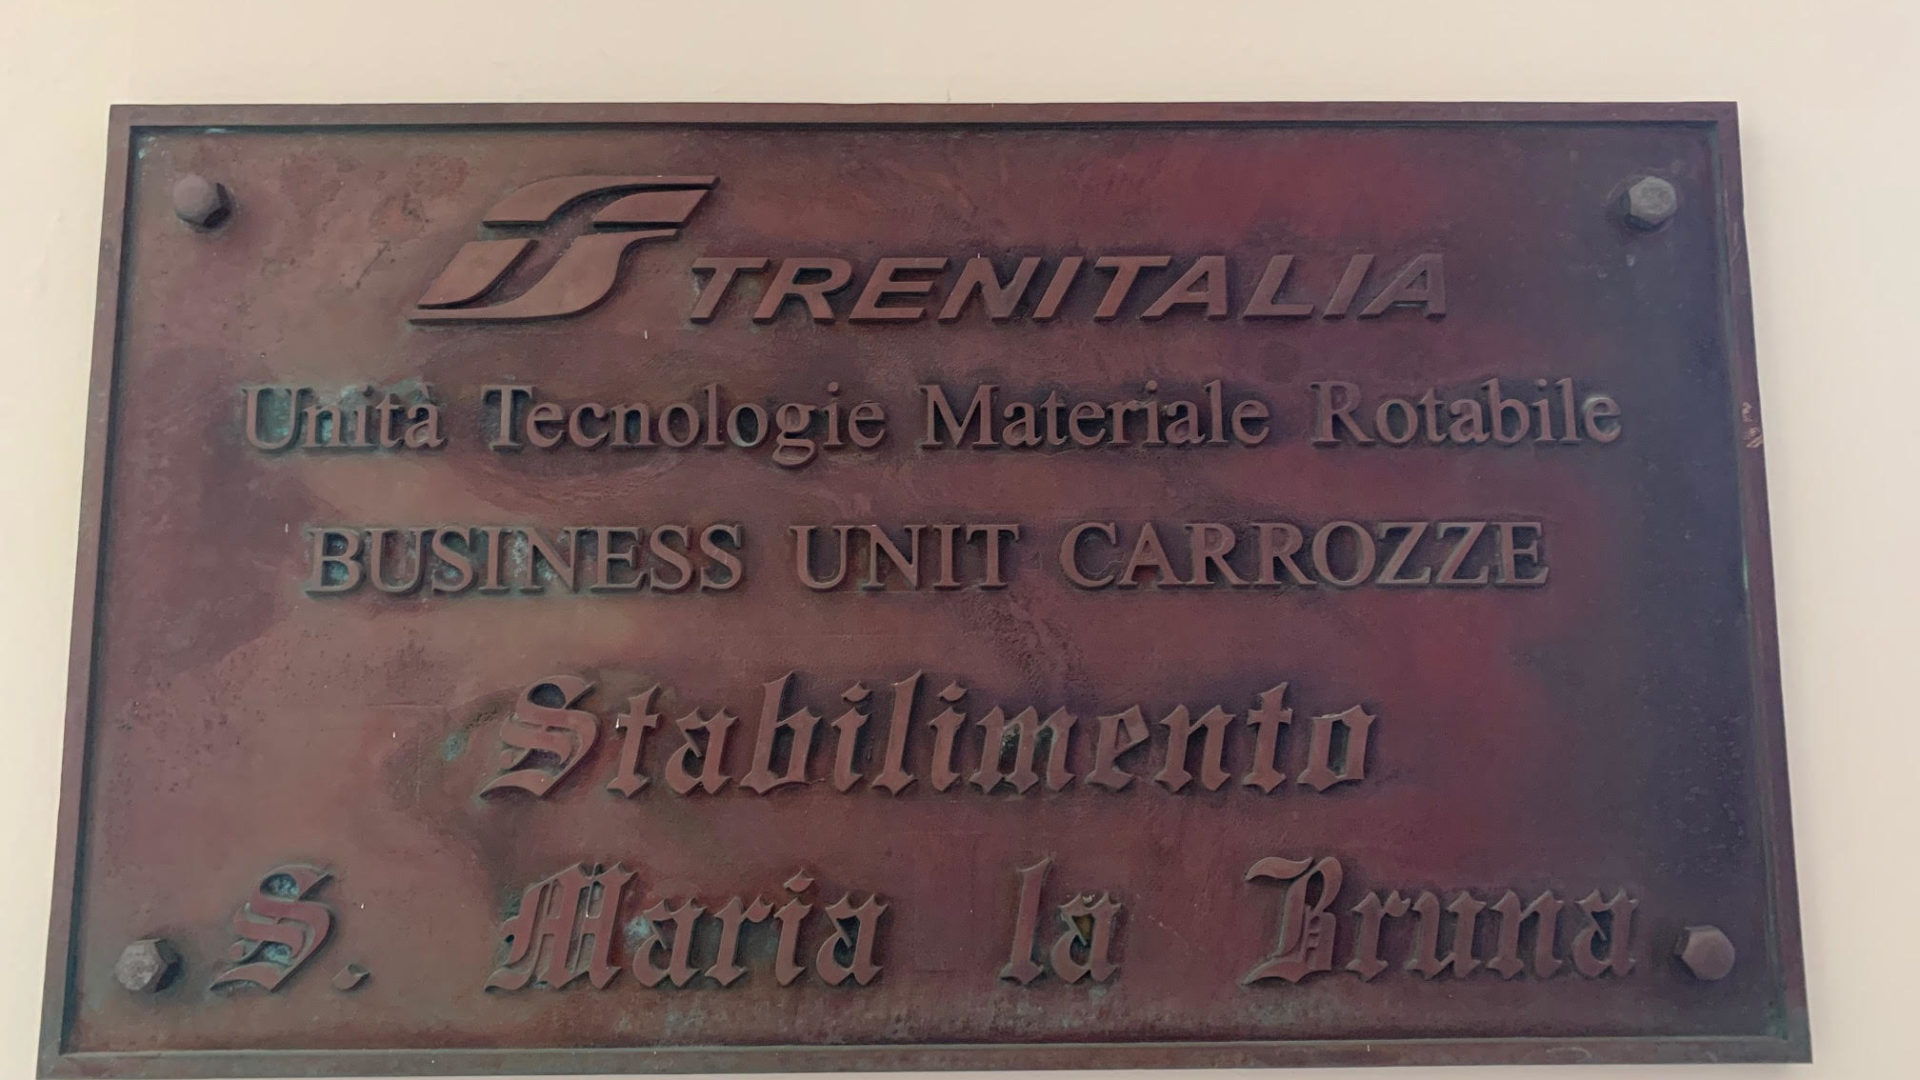 TRENITALIA
Unità Tecnologie Materiale Rotabile
BUSINESS UNIT CARROZZE
Stabilimento
S. Maria la Bruna